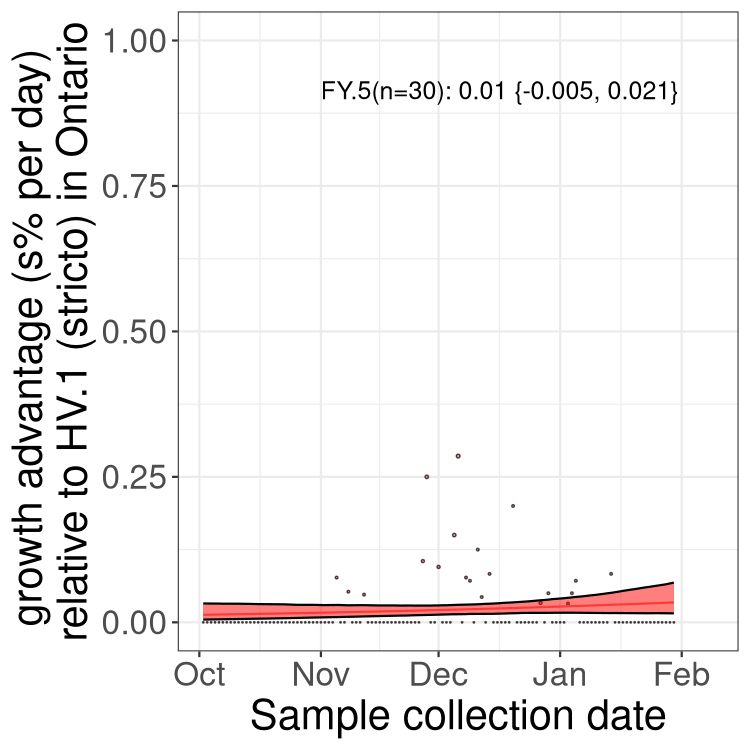 growth advantage (s% per day)
relative to HV.1 (stricto) in Ontario
1.00
0.75
0.50
0.25
0.00
FY.5(n=30): 0.01 {-0.005, 0.021}
Oct Nov Dec Jan Feb
Sample collection date